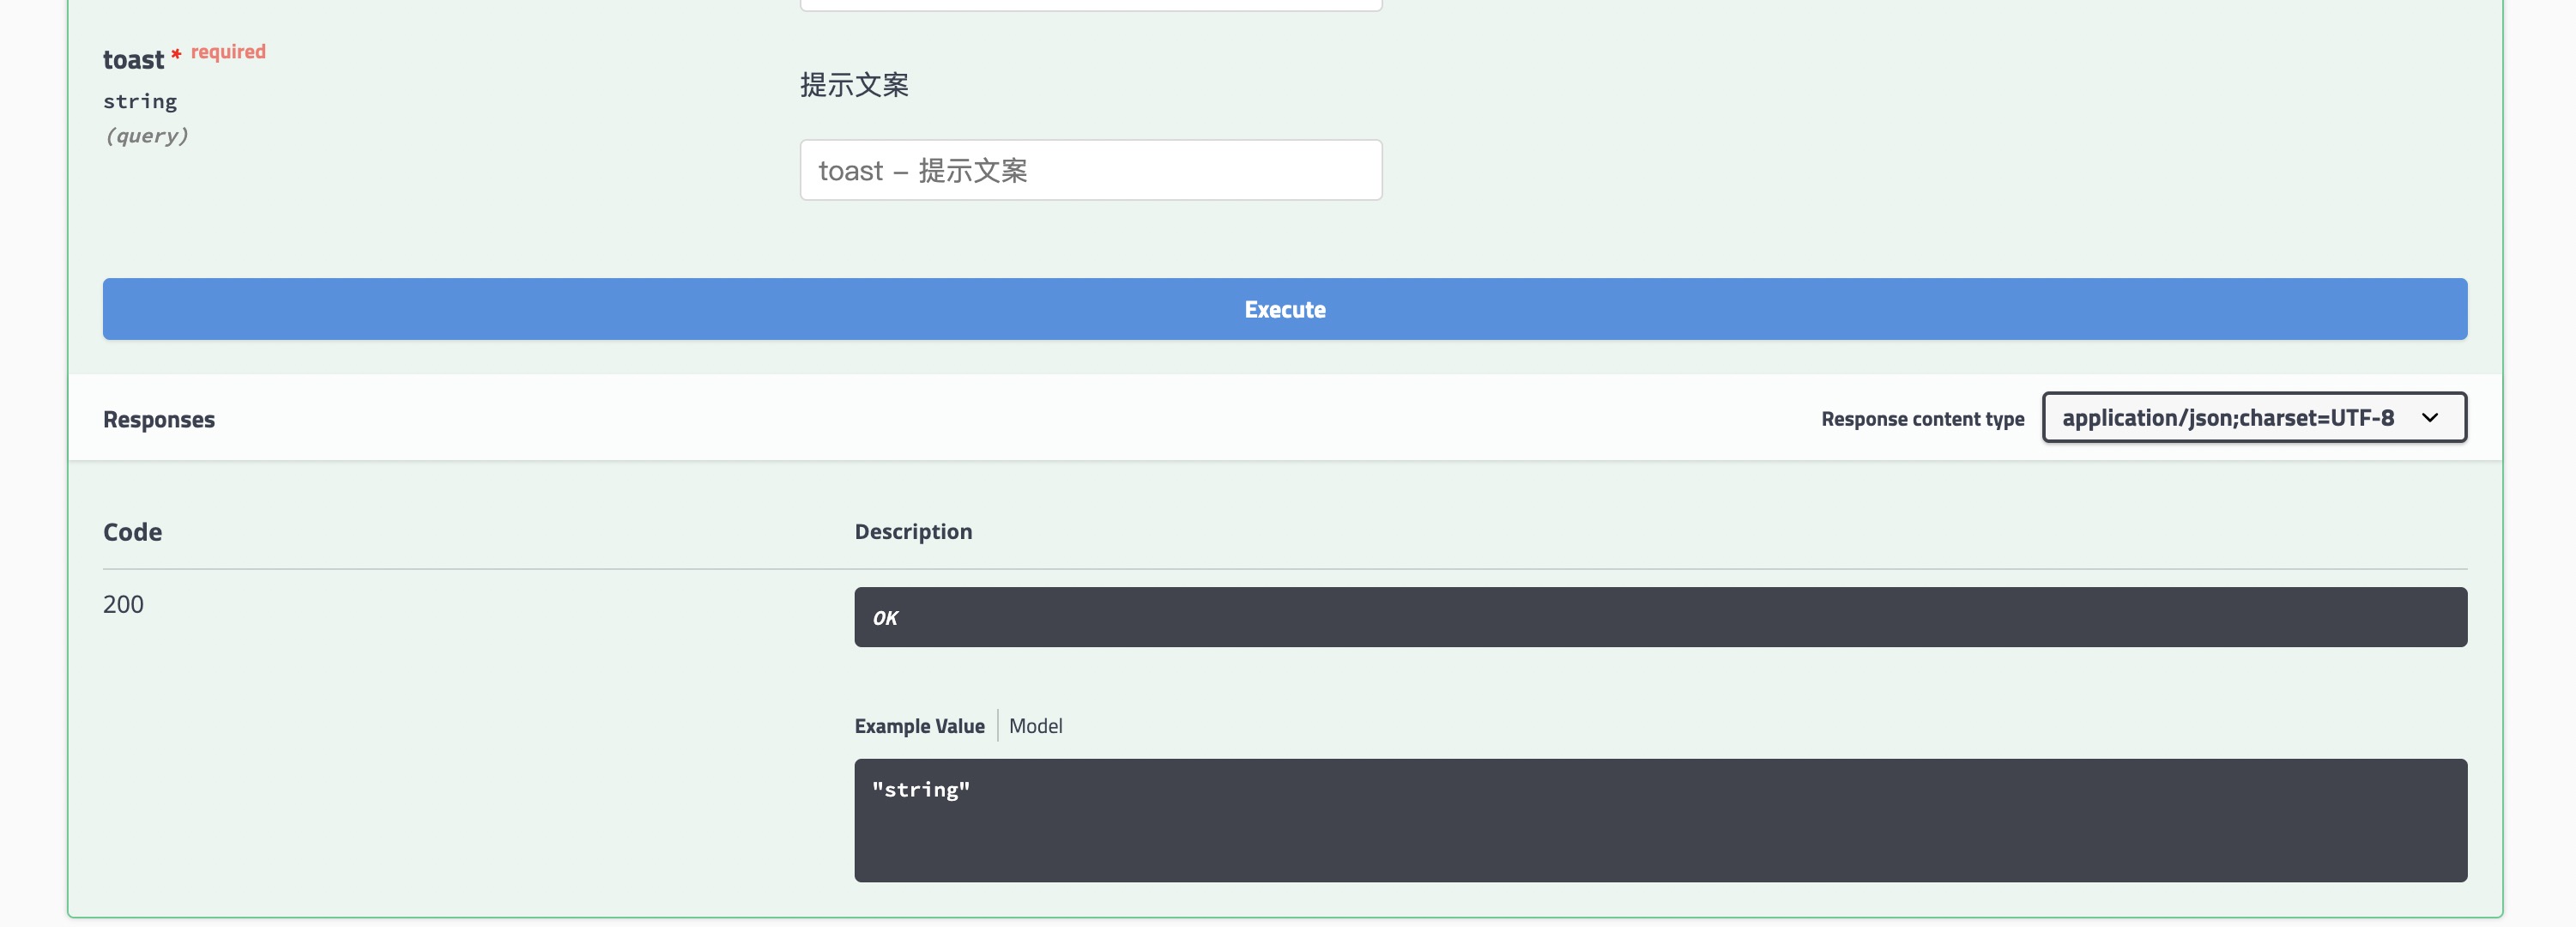 toast * required
string
(query)
提示文案
toast – 提示文案
Execute
Responses
Response content type
application/json;charset=UTF-8
Code
Description
200
OK
Example Value
Model
"string"